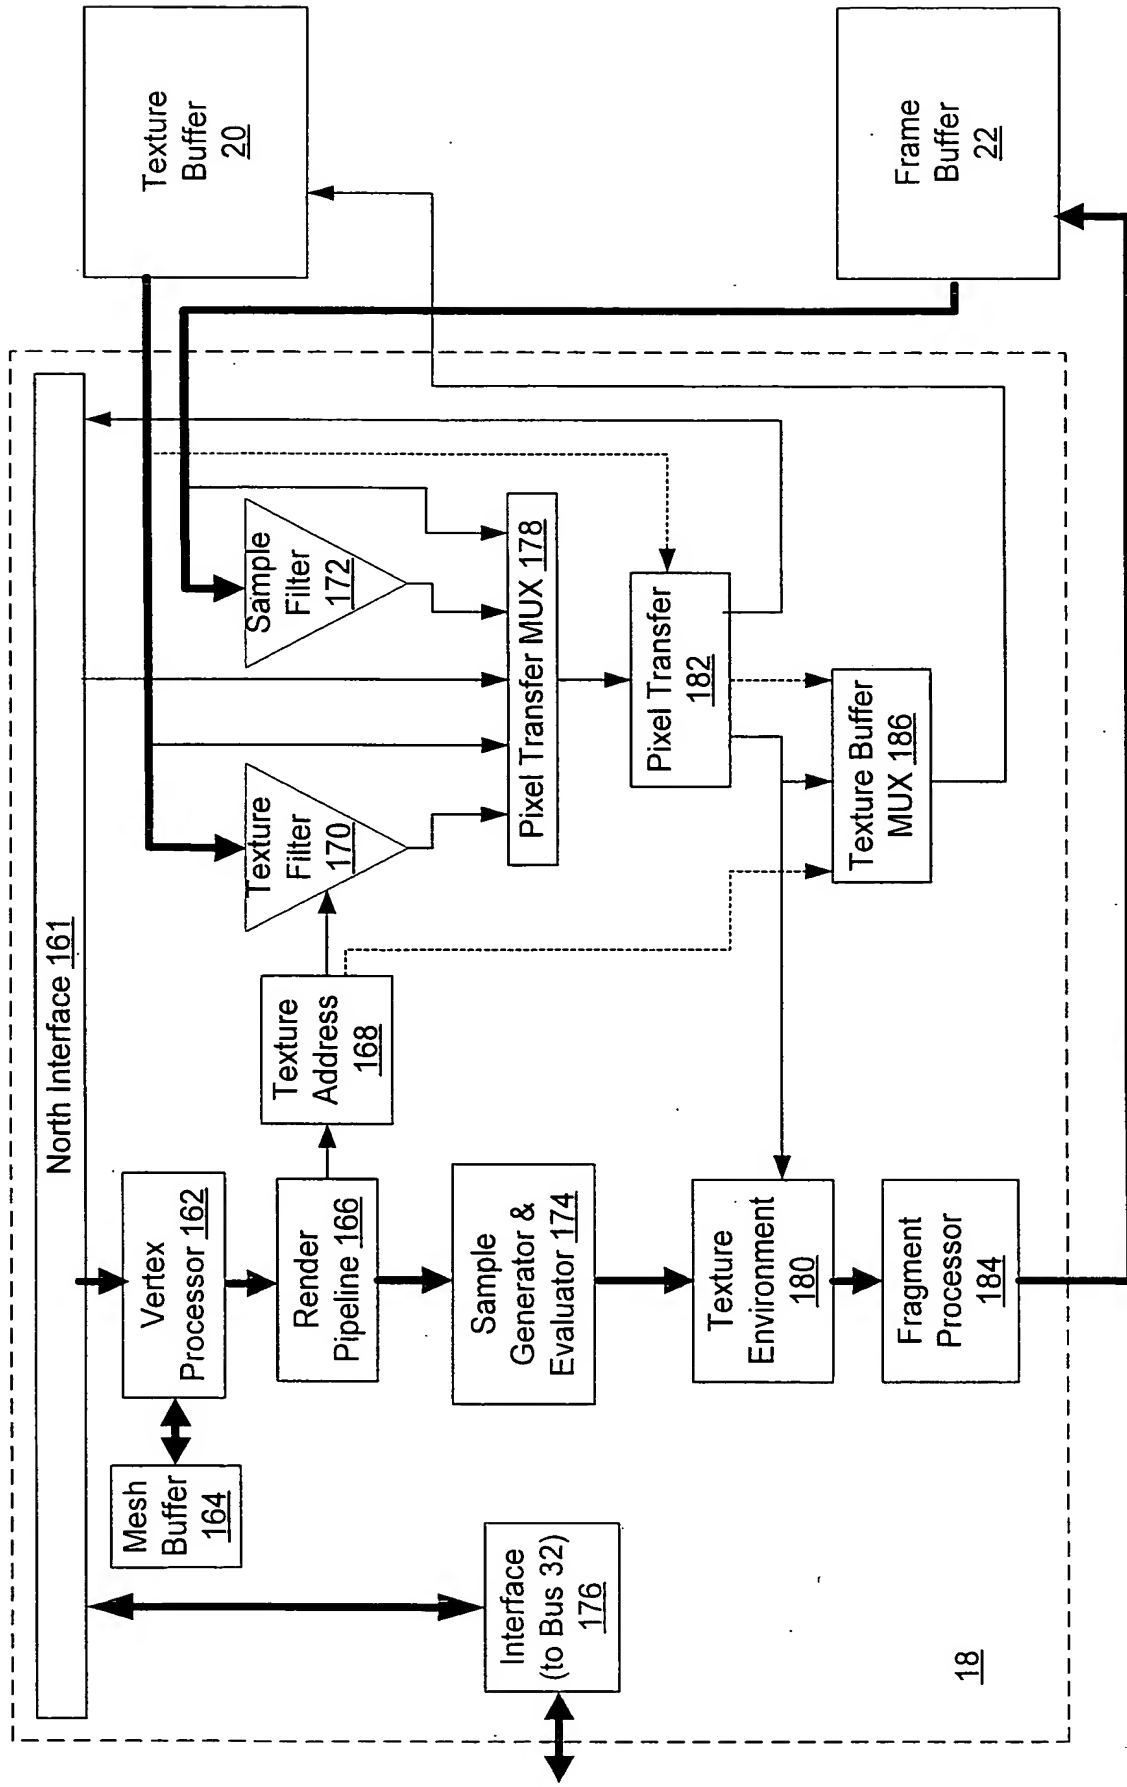 North Interface 161
Vertex
Processor 162
Mesh
Buffer
164
Render
Pipeline 166
Texture
Address
168
Texture
Filter
170
Sample
Filter
172
Texture
Buffer
20
Interface
(to Bus 32)
176
Sample
Generator &
Evaluator 174
Pixel Transfer MUX 178
Pixel Transfer
182
Texture
Environment
180
Texture Buffer
MUX 186
Fragment
Processor
184
Frame
Buffer
22
18